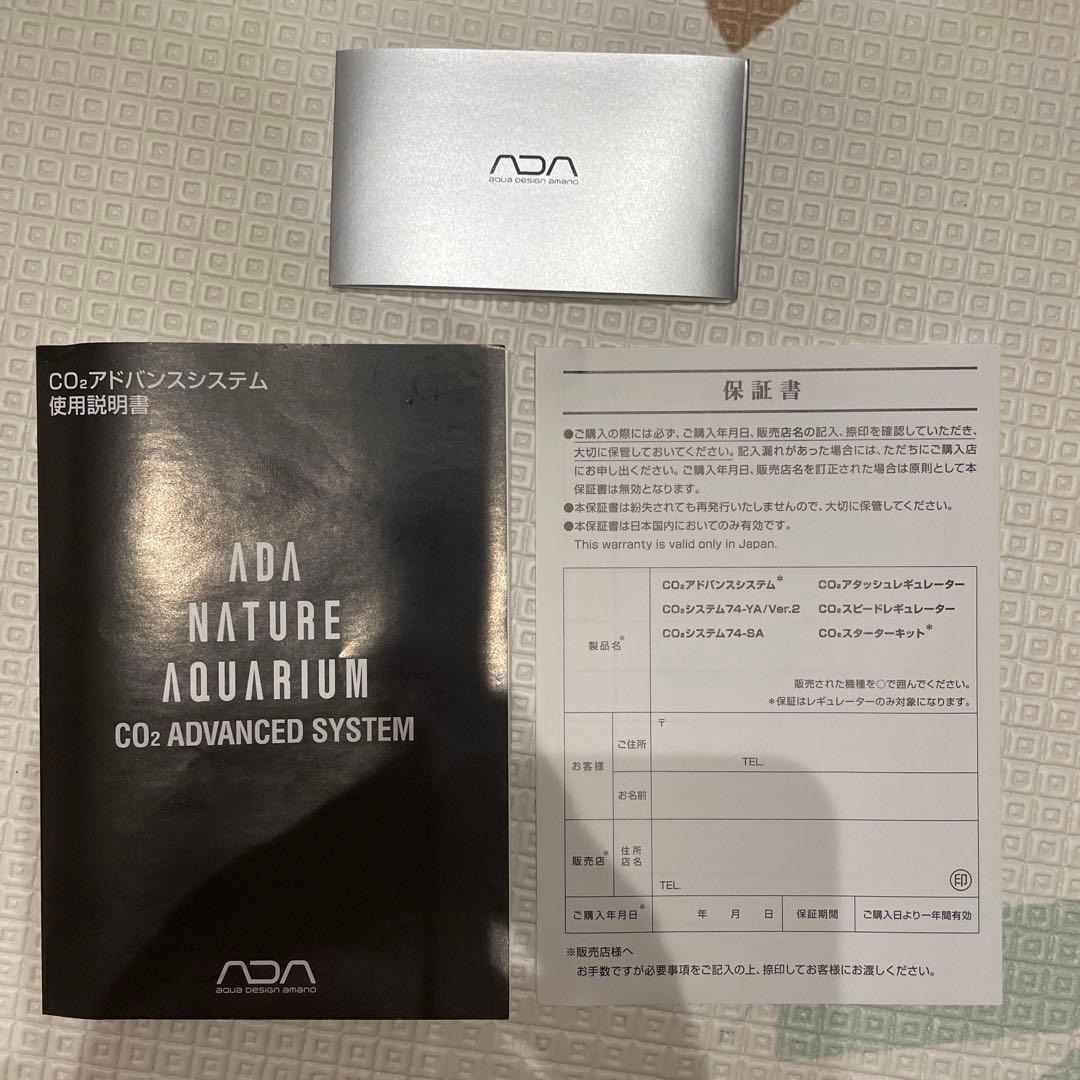 ADA
aqua design amano
CO₂アドバンスシステム
使用説明書
ADA
NATURE
AQUARIUM
CO₂ ADVANCED SYSTEM
ADA
aqua design amano
保証書
●ご購入の際には必ず、ご購入年月日、販売店名の記入、捺印を確認していただき、
大切に保管しておいてください。記入漏れがあった場合には、ただちにご購入店
にお申し出ください。ご購入年月日、販売店名を訂正された場合は原則として本
保証書は無効となります。
●本保証書は紛失されても再発行いたしませんので、大切に保管してください。
●本保証書は日本国内においてのみ有効です。
This warranty is valid only in Japan.
製品名※
CO₂アドバンスシステム* CO₂アタッシュレギュレーター
CO₂システム74-YA/Ver.2 CO₂スピードレギュレーター
CO₂システム74-SA CO₂スターターキット*
販売された機種を○で囲んでください。
*保証はレギュレーターのみ対象になります。
お客様
ご住所
〒
TEL.
お名前
販売店※
住所
店名
TEL.
印
ご購入年月日※ 年 月 日 保証期間 ご購入日より一年間有効
※販売店様へ
お手数ですが必要事項をご記入の上、捺印してお客様にお渡しください。